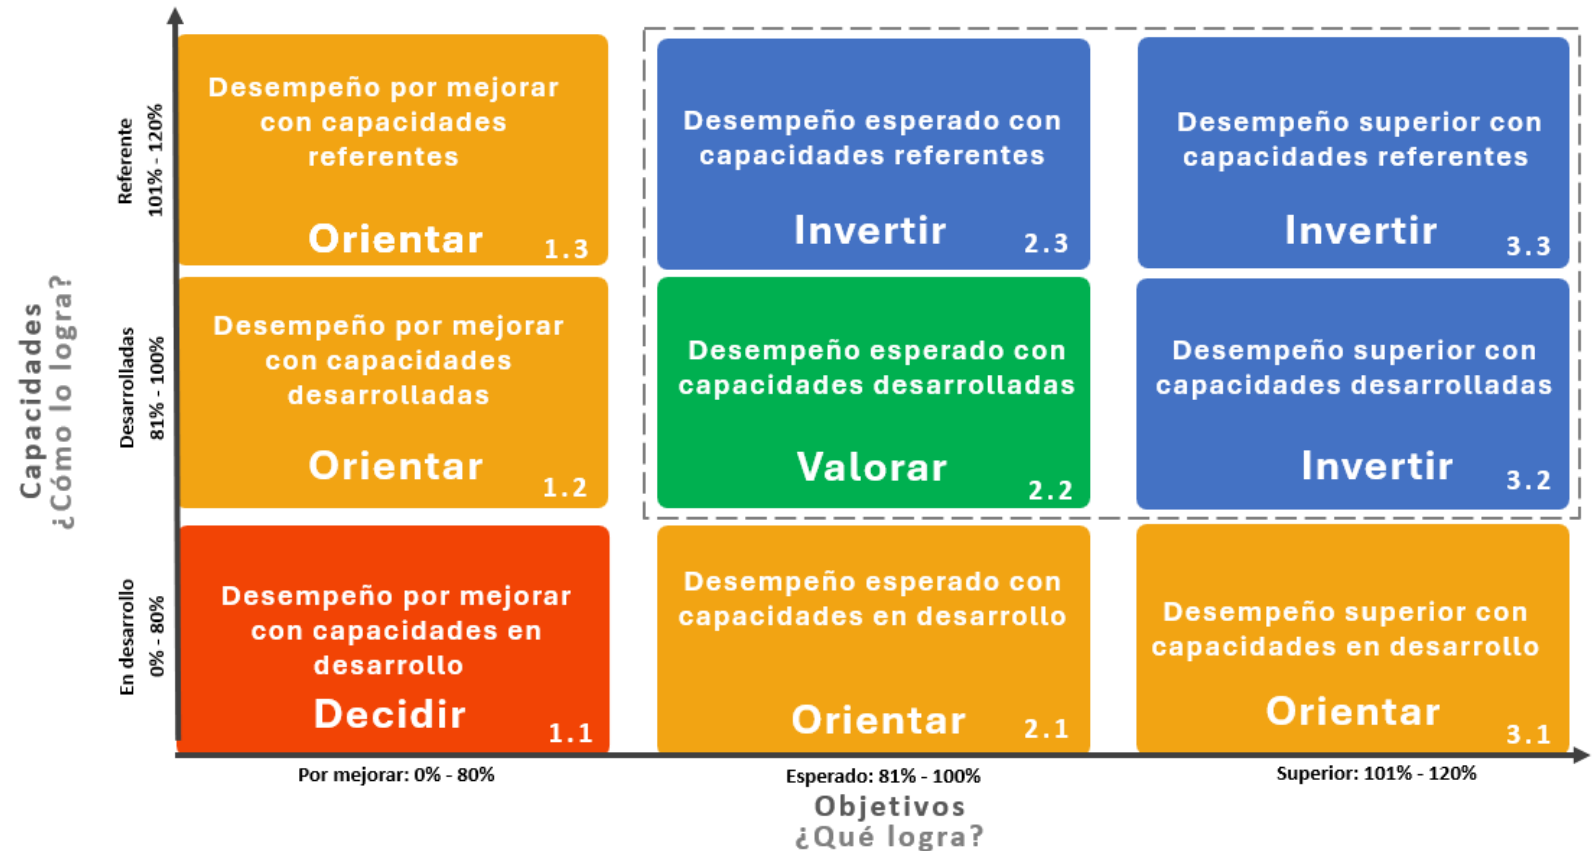 Capacidades
¿Cómo lo logra?
Referente
101% - 120%
Desempeño por mejorar
con capacidades
referentes
Orientar
1.3
Desempeño esperado con
capacidades referentes
Invertir
2.3
Desempeño superior con
capacidades referentes
Invertir
3.3
Desarrolladas
81% - 100%
Desempeño por mejorar
con capacidades
desarrolladas
Orientar
1.2
Desempeño esperado con
capacidades desarrolladas
Valorar
2.2
Desempeño superior con
capacidades desarrolladas
Invertir
3.2
En desarrollo
0% - 80%
Desempeño por mejorar
con capacidades en
desarrollo
Decidir
1.1
Desempeño esperado con
capacidades en desarrollo
Orientar
2.1
Desempeño superior con
capacidades en desarrollo
Orientar
3.1
Por mejorar: 0% - 80%
Esperado: 81% - 100%
Superior: 101% - 120%
Objetivos
¿Qué logra?